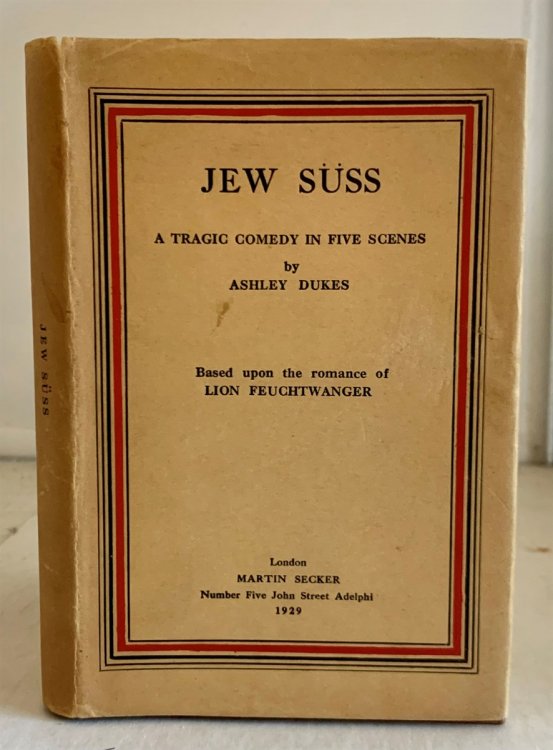 JEW SÜSS
JEW SÜSS
A TRAGIC COMEDY IN FIVE SCENES
by
ASHLEY DUKES
Based upon the romance of
LION FEUCHTWANGER
London
MARTIN SECKER
Number Five John Street Adelphi
1929